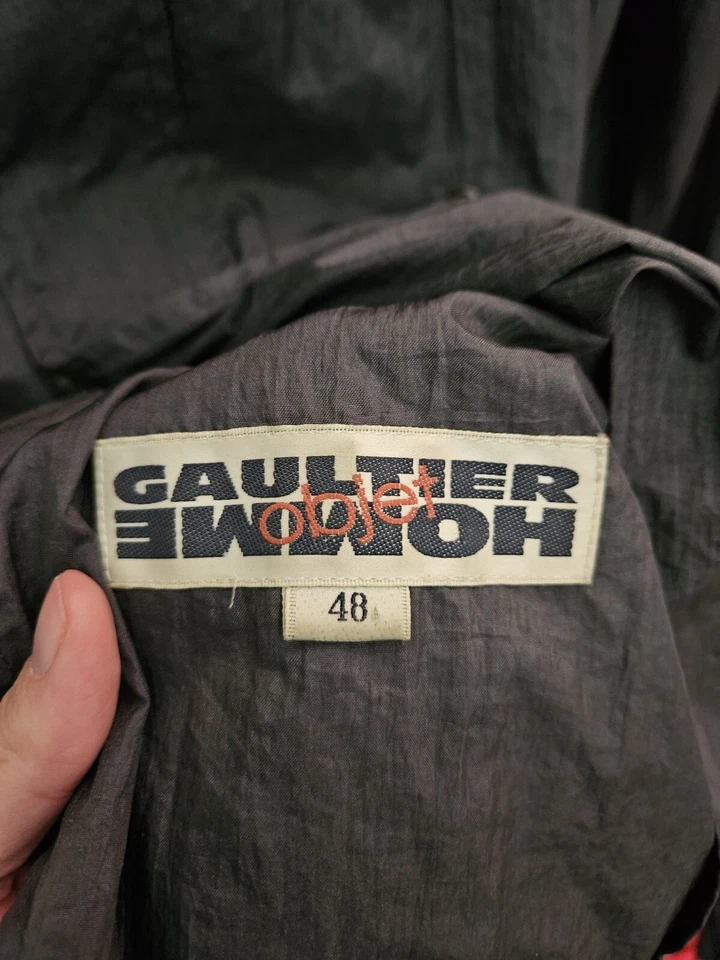 GAULTIER
objet
HOMME
48